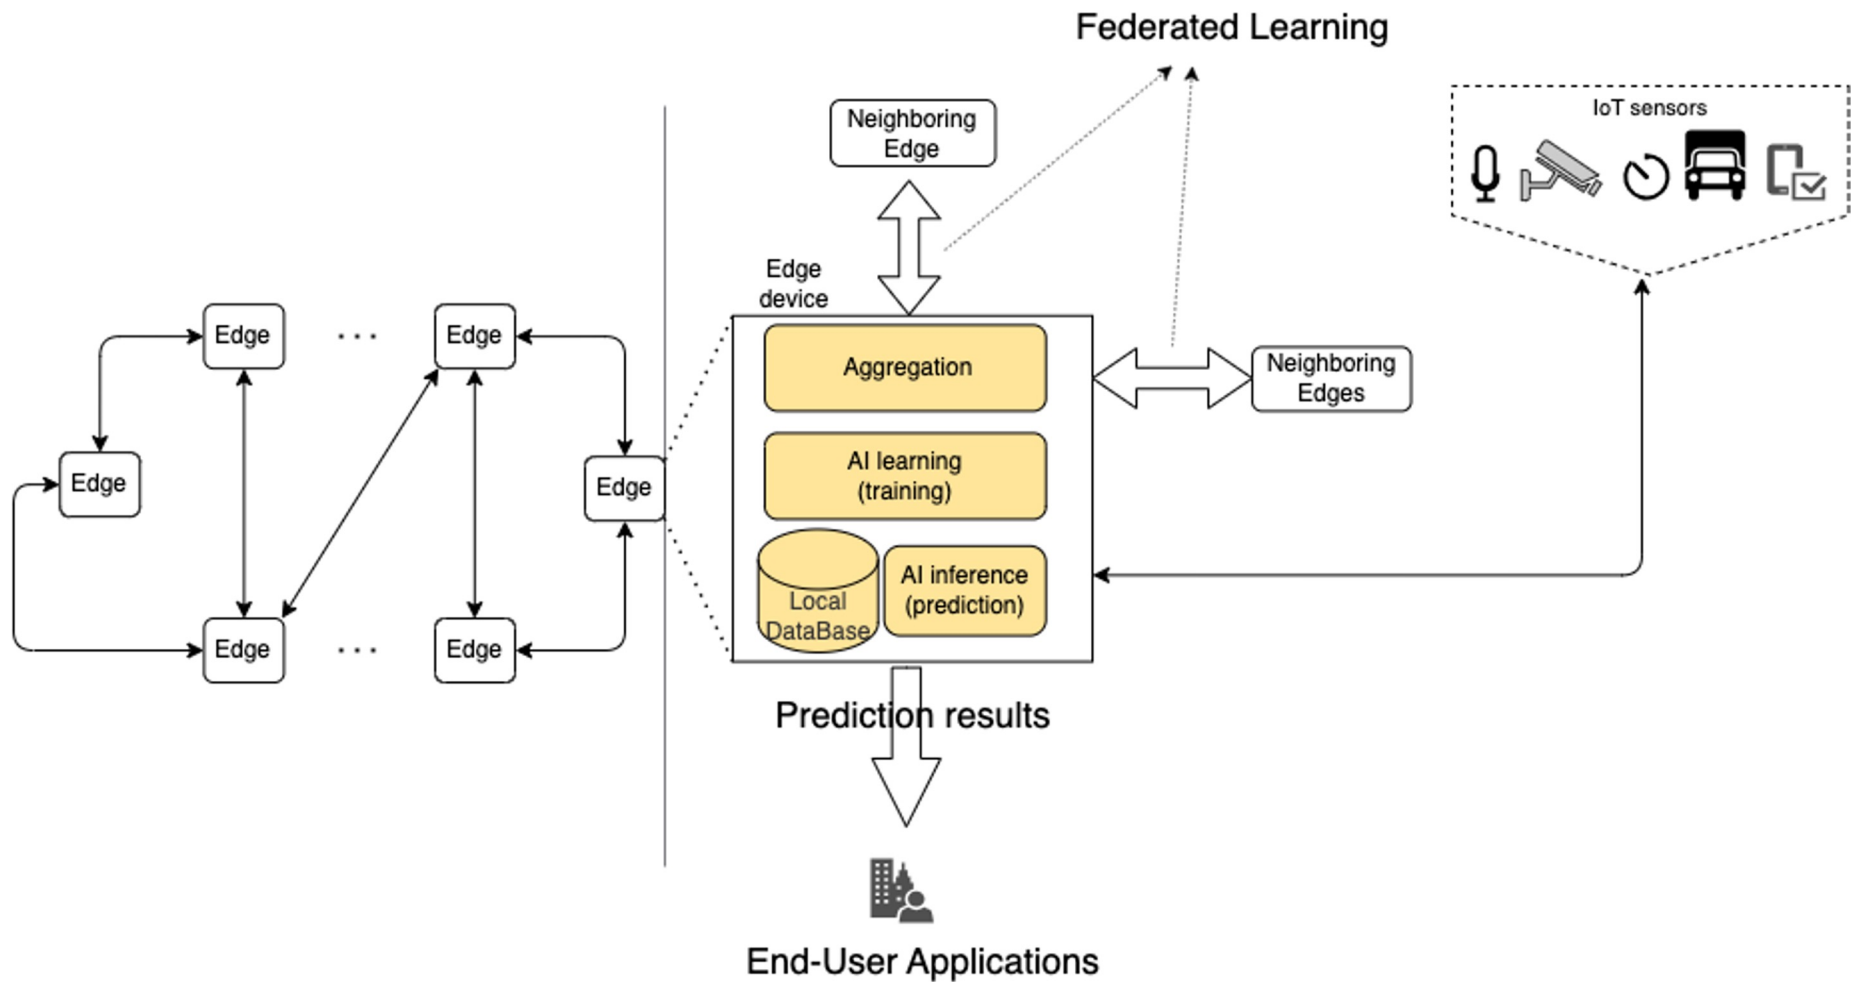 Federated Learning
Neighboring
Edge
IoT sensors
Edge
device
Edge
...
Edge
Aggregation
Neighboring
Edges
Edge
Edge
AI learning
(training)
Local
DataBase
AI inference
(prediction)
Edge
...
Edge
Prediction results
End-User Applications